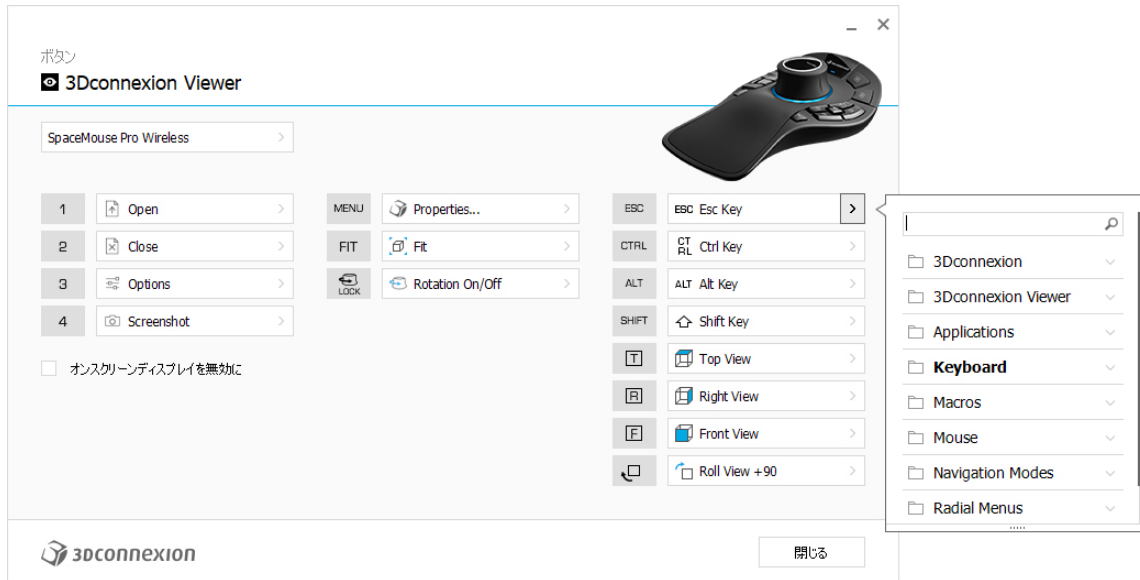 ボタン
3Dconnexion Viewer
SpaceMouse Pro Wireless
1 Open
2 Close
3 Options
4 Screenshot
オンスクリーンディスプレイを無効に
MENU Properties...
FIT Fit
LOCK Rotation On/Off
ESC ESC Esc Key
CTRL CTRL Ctrl Key
ALT ALT Alt Key
SHIFT Shift Key
T Top View
R Right View
F Front View
Roll View +90
3Dconnexion
3Dconnexion Viewer
Applications
Keyboard
Macros
Mouse
Navigation Modes
Radial Menus
3Dconnexion
閉じる